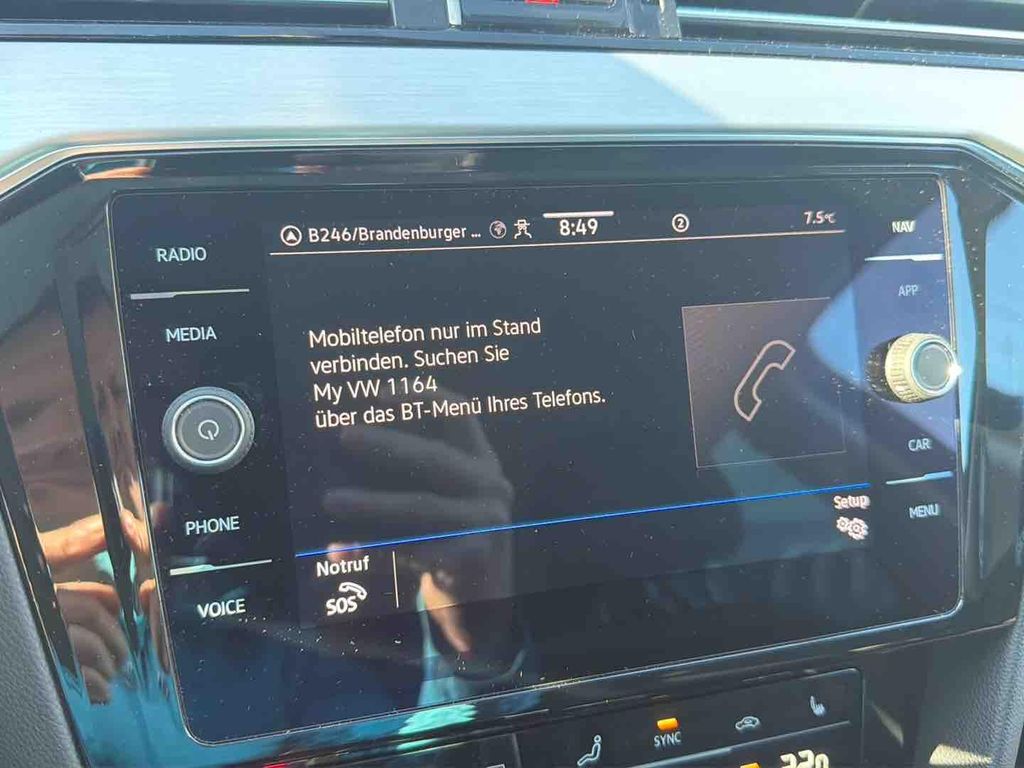 B246/Brandenburger ... 8:49 2 7.5°C
RADIO
MEDIA
PHONE
VOICE
Mobiltelefon nur im Stand
verbinden. Suchen Sie
My VW 1164
über das BT-Menü Ihres Telefons.
Notruf
SOS
Setup
NAV
APP
CAR
MENU
SYNC